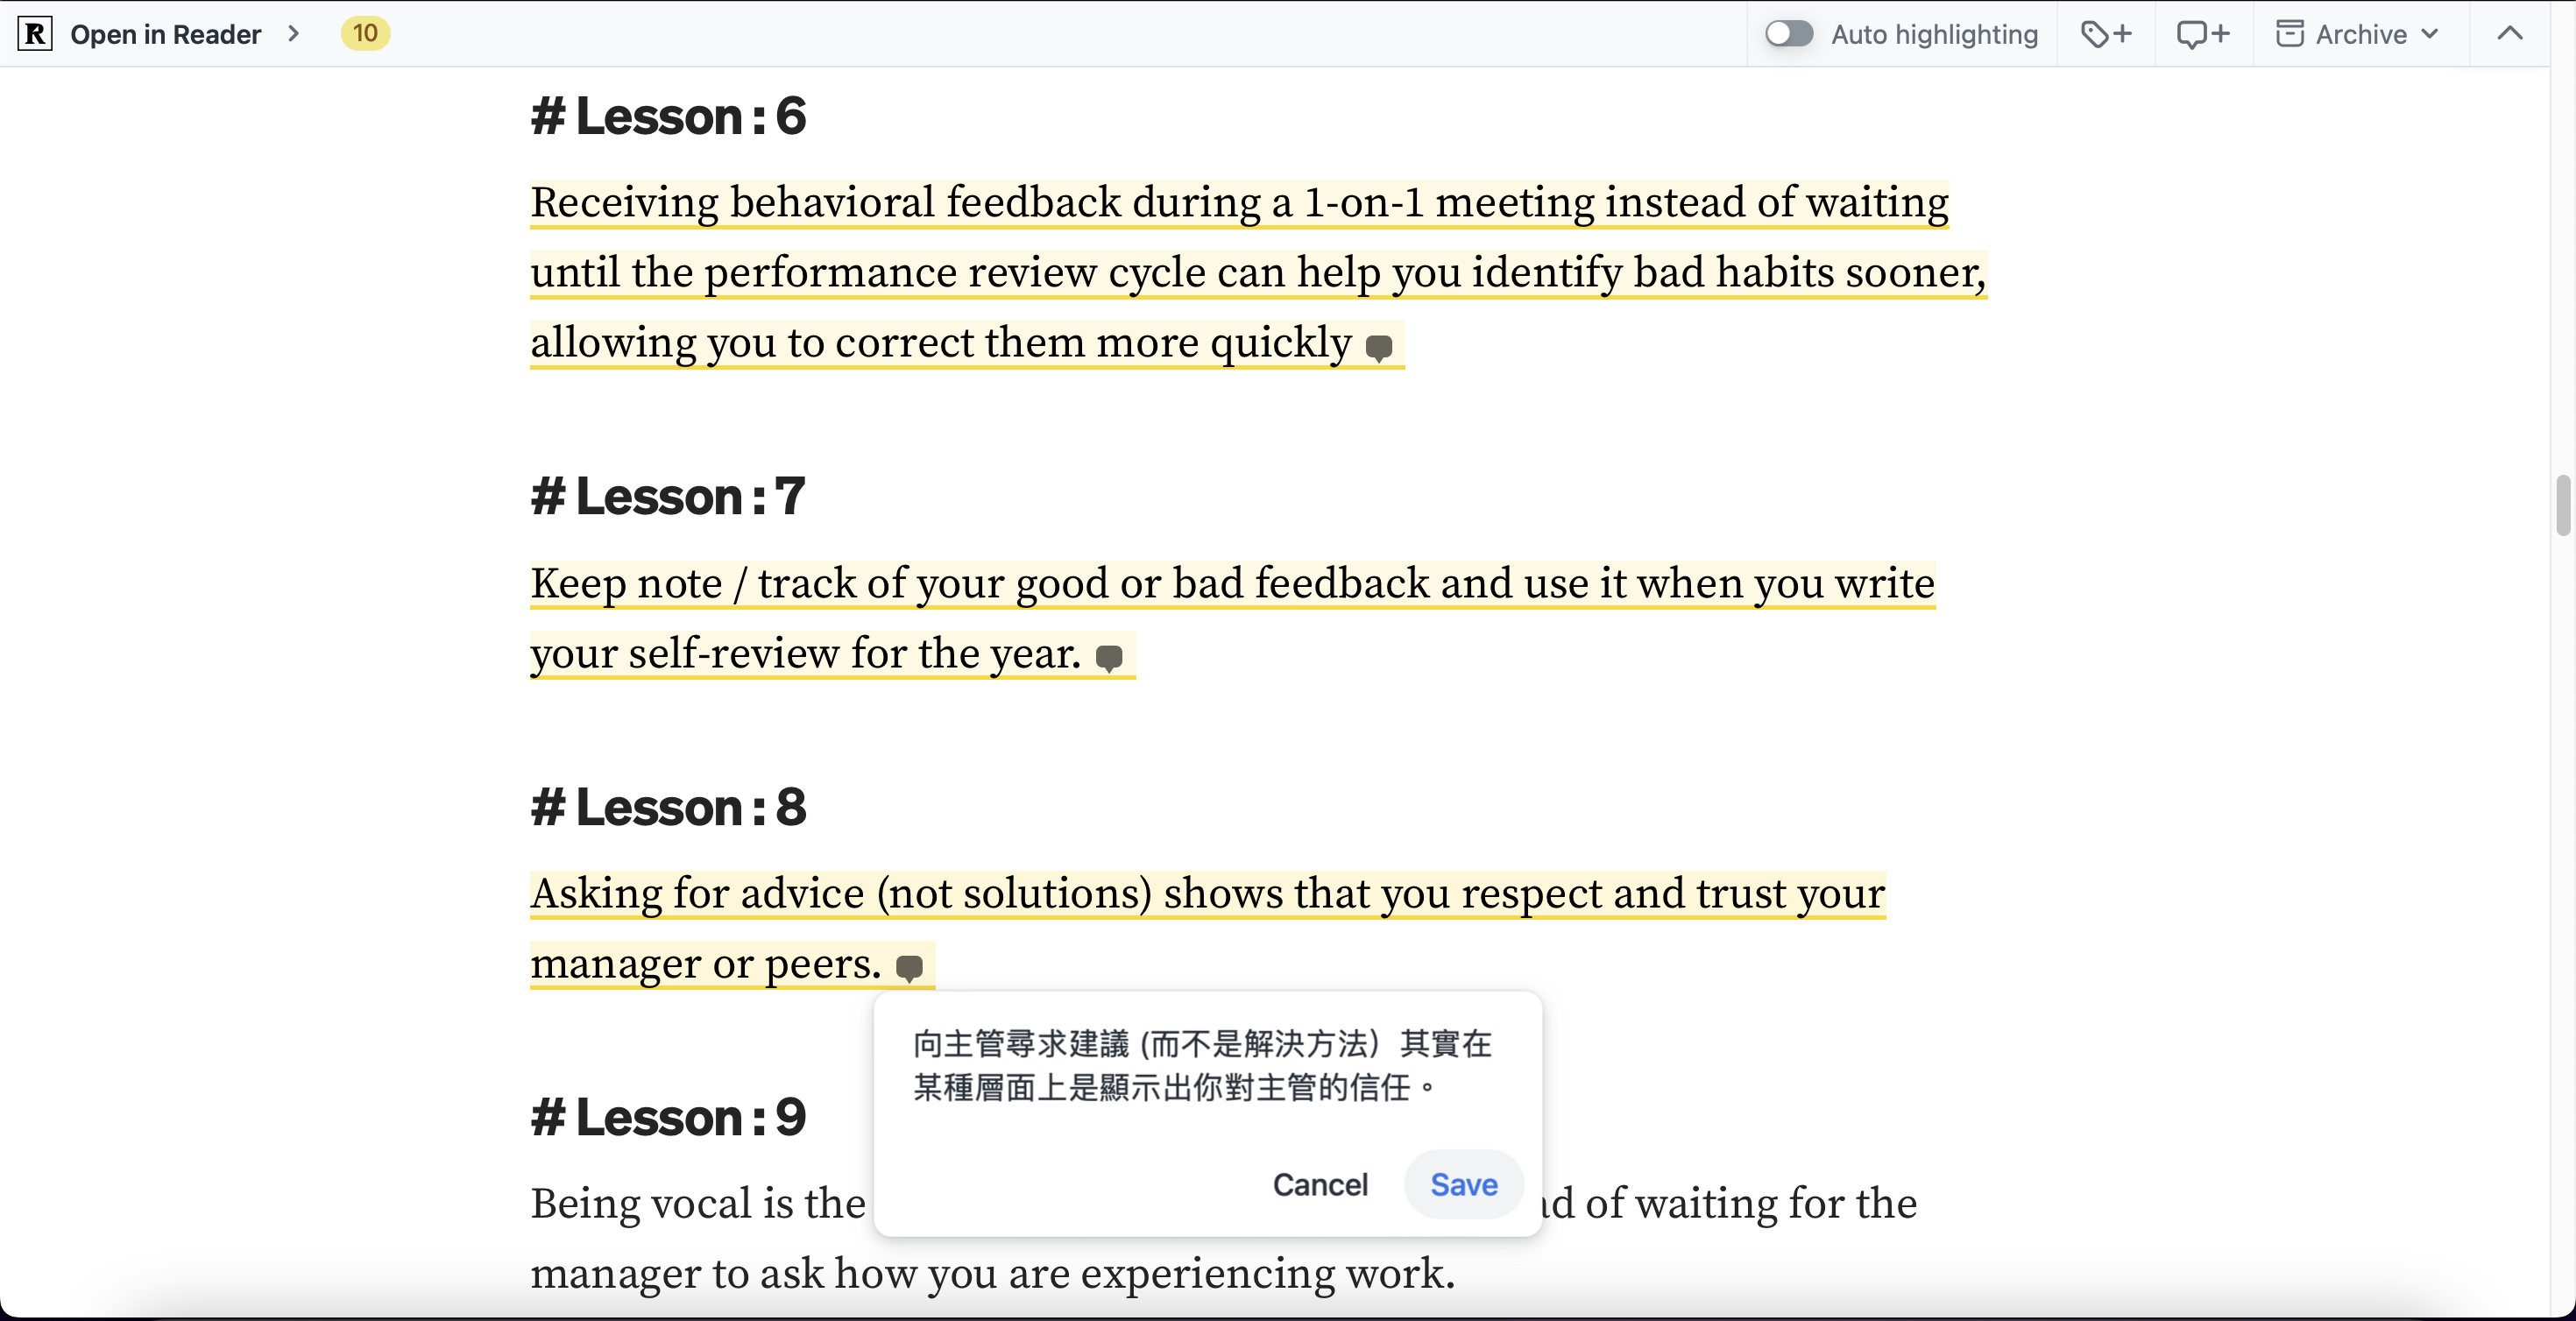 R Open in Reader > 10 Auto highlighting Archive
# Lesson : 6
Receiving behavioral feedback during a 1-on-1 meeting instead of waiting
until the performance review cycle can help you identify bad habits sooner,
allowing you to correct them more quickly
# Lesson : 7
Keep note / track of your good or bad feedback and use it when you write
your self-review for the year.
# Lesson : 8
Asking for advice (not solutions) shows that you respect and trust your
manager or peers.
向主管尋求建議 (而不是解決方法）其實在
某種層面上是顯示出你對主管的信任。
Cancel Save
# Lesson : 9
Being vocal is the of waiting for the
manager to ask how you are experiencing work.